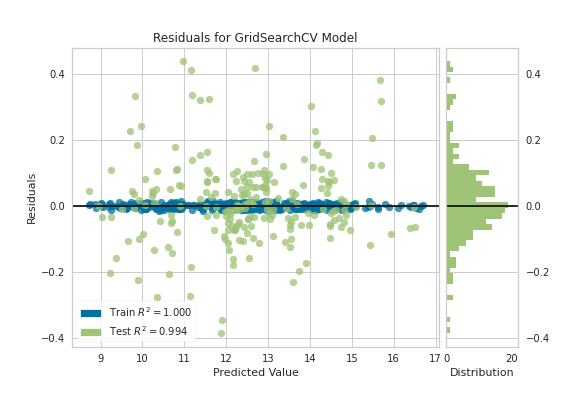 Residuals for GridSearchCV Model
0.4
0.2
0.0
−0.2
−0.4
Residuals
Train R² = 1.000
Test R² = 0.994
9 10 11 12 13 14 15 16 17
Predicted Value
0.4
0.2
0.0
−0.2
−0.4
0 20
Distribution